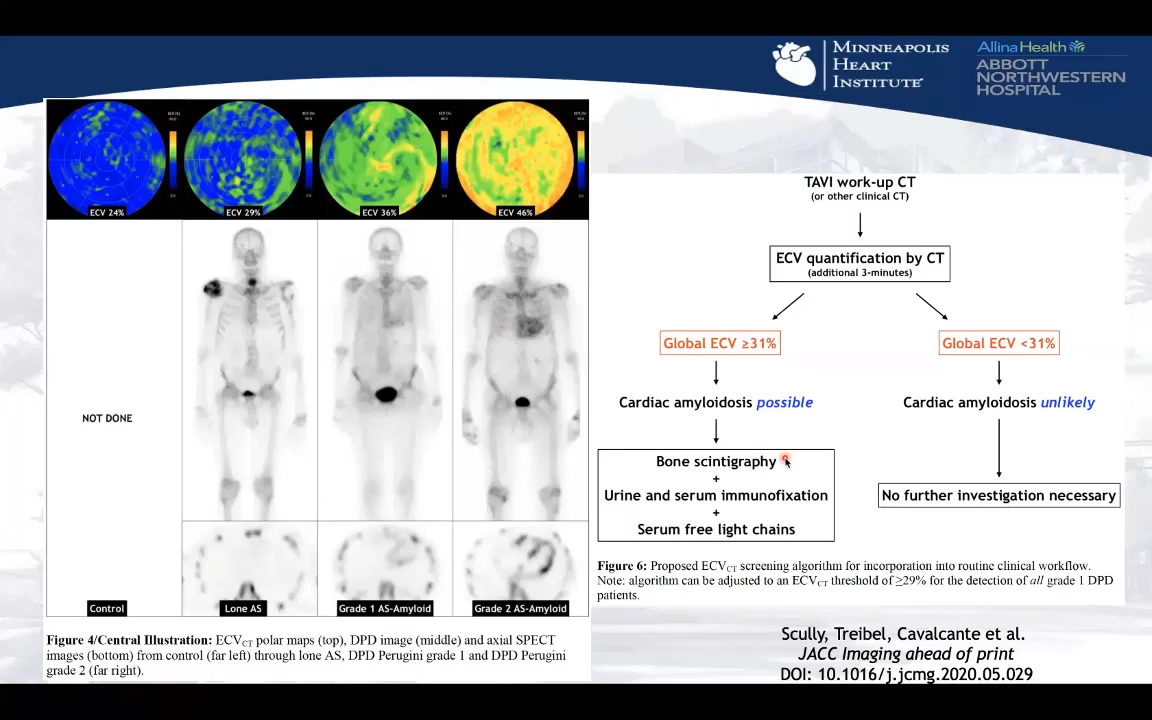 MINNEAPOLIS
HEART
INSTITUTE
AllinaHealth
ABBOTT
NORTHWESTERN
HOSPITAL
ECV 24%
ECV 29%
ECV 36%
ECV 46%
NOT DONE
Control
Lone AS
Grade 1 AS-Amyloid
Grade 2 AS-Amyloid
Figure 4/Central Illustration: ECVCT polar maps (top), DPD image (middle) and axial SPECT
images (bottom) from control (far left) through lone AS, DPD Perugini grade 1 and DPD Perugini
grade 2 (far right).
TAVI work-up CT
(or other clinical CT)
ECV quantification by CT
(additional 3-minutes)
Global ECV ≥31%
Global ECV <31%
Cardiac amyloidosis possible
Cardiac amyloidosis unlikely
Bone scintigraphy
+
Urine and serum immunofixation
+
Serum free light chains
No further investigation necessary
Figure 6: Proposed ECVCT screening algorithm for incorporation into routine clinical workflow.
Note: algorithm can be adjusted to an ECVCT threshold of ≥29% for the detection of all grade 1 DPD
patients.
Scully, Treibel, Cavalcante et al.
JACC Imaging ahead of print
DOI: 10.1016/j.jcmg.2020.05.029